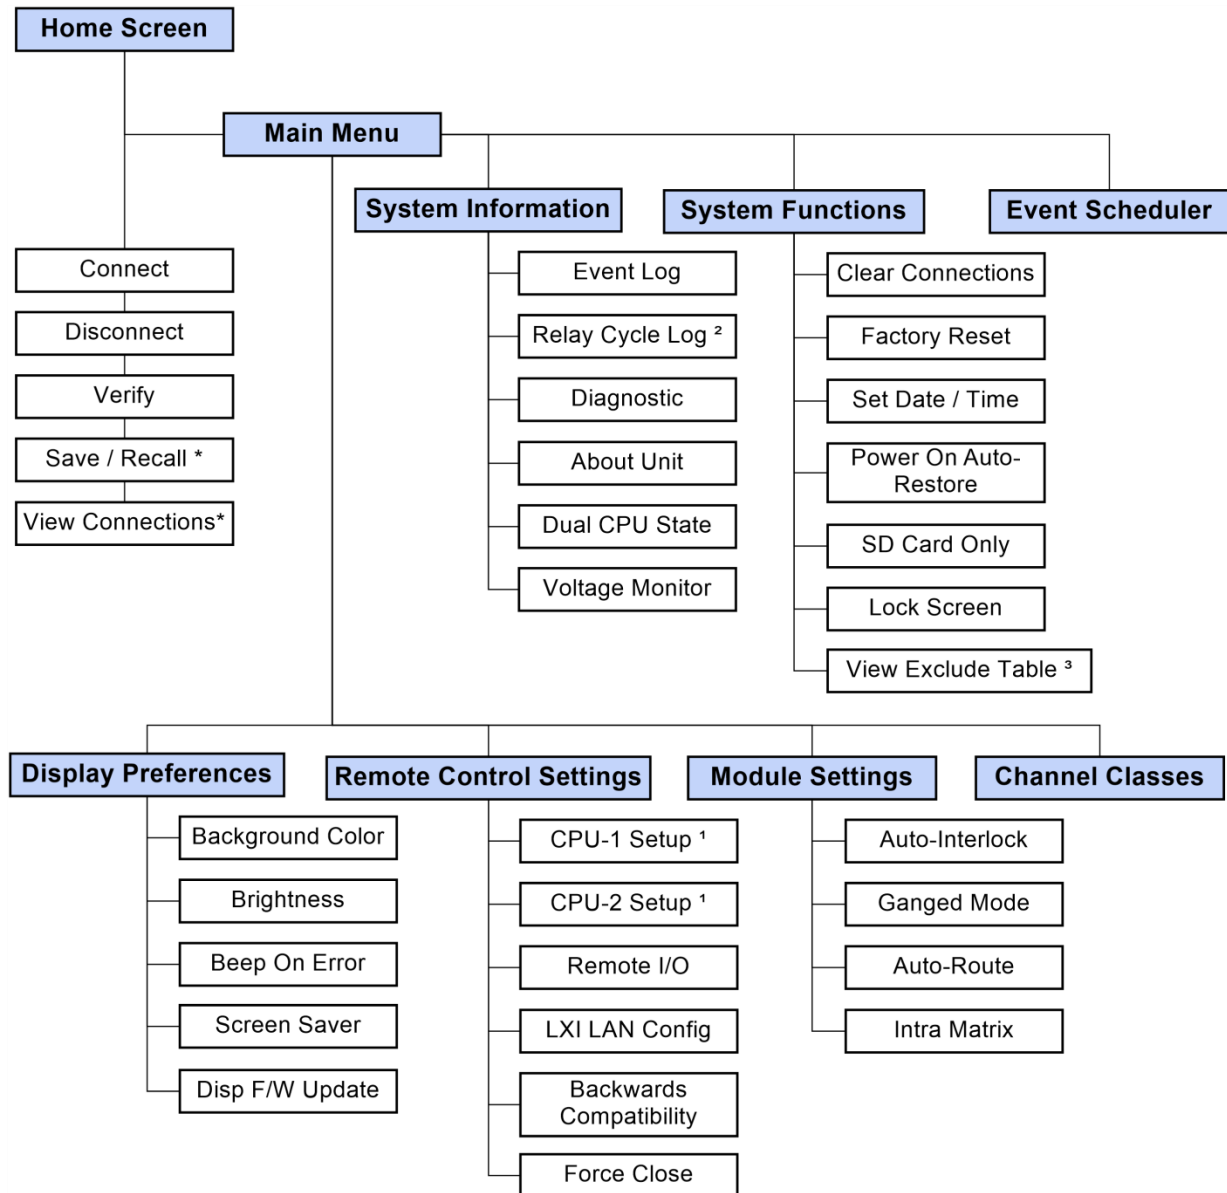 Home Screen
Main Menu
System Information
System Functions
Event Scheduler
Connect
Disconnect
Verify
Save / Recall *
View Connections*
Event Log
Relay Cycle Log ²
Diagnostic
About Unit
Dual CPU State
Voltage Monitor
Clear Connections
Factory Reset
Set Date / Time
Power On Auto-
Restore
SD Card Only
Lock Screen
View Exclude Table ³
Display Preferences
Remote Control Settings
Module Settings
Channel Classes
Background Color
Brightness
Beep On Error
Screen Saver
Disp F/W Update
CPU-1 Setup ¹
CPU-2 Setup ¹
Remote I/O
LXI LAN Config
Backwards
Compatibility
Force Close
Auto-Interlock
Ganged Mode
Auto-Route
Intra Matrix